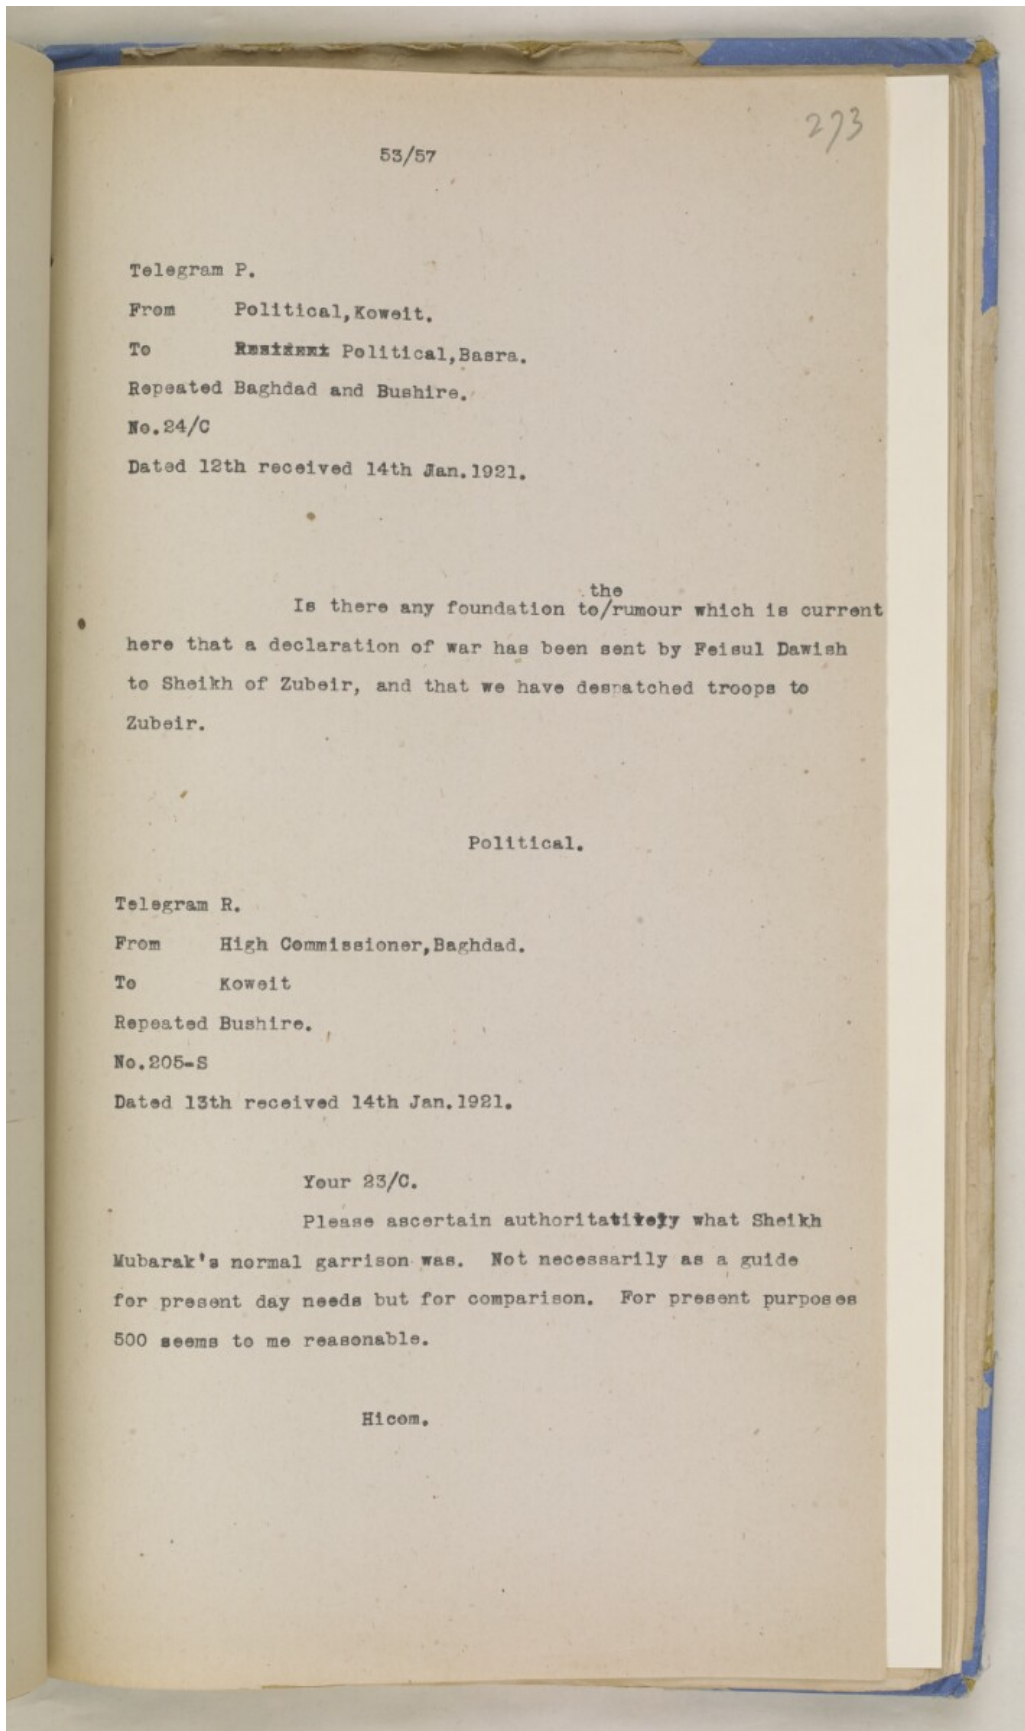 273
53/57
Telegram P.
From Political,Koweit.
To Resident Political,Basra.
Repeated Baghdad and Bushire.
No.24/C
Dated 12th received 14th Jan.1921.
the
Is there any foundation to/rumour which is current
here that a declaration of war has been sent by Feisul Dawish
to Sheikh of Zubeir, and that we have despatched troops to
Zubeir.
Political.
Telegram R.
From High Commissioner,Baghdad.
To Koweit
Repeated Bushire.
No.205-S
Dated 13th received 14th Jan.1921.
Your 23/C.
Please ascertain authoritatively what Sheikh
Mubarak's normal garrison was. Not necessarily as a guide
for present day needs but for comparison. For present purposes
500 seems to me reasonable.
Hicom.